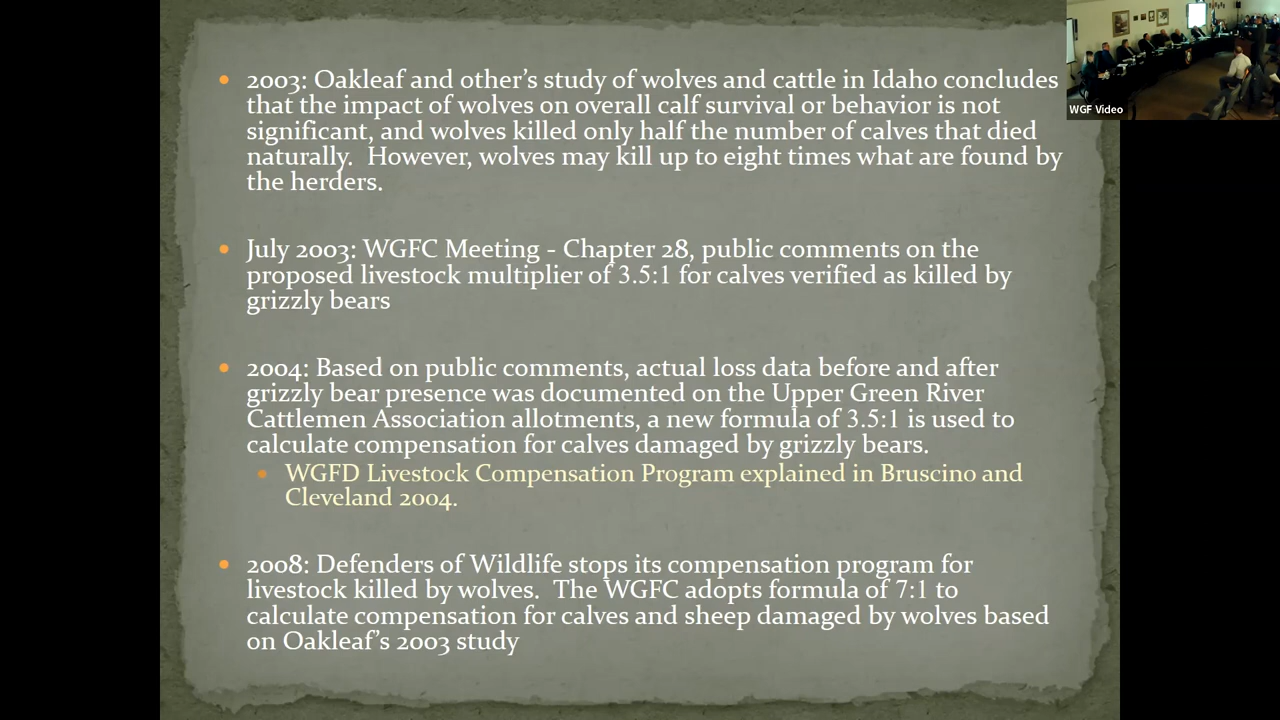 2003: Oakleaf and other's study of wolves and cattle in Idaho concludes
that the impact of wolves on overall calf survival or behavior is not
significant, and wolves killed only half the number of calves that died
naturally. However, wolves may kill up to eight times what are found by
the herders.
July 2003: WGFC Meeting - Chapter 28, public comments on the
proposed livestock multiplier of 3.5:1 for calves verified as killed by
grizzly bears
2004: Based on public comments, actual loss data before and after
grizzly bear presence was documented on the Upper Green River
Cattlemen Association allotments, a new formula of 3.5:1 is used to
calculate compensation for calves damaged by grizzly bears.
WGFD Livestock Compensation Program explained in Bruscino and
Cleveland 2004.
2008: Defenders of Wildlife stops its compensation program for
livestock killed by wolves. The WGFC adopts formula of 7:1 to
calculate compensation for calves and sheep damaged by wolves based
on Oakleaf's 2003 study
WGF Video